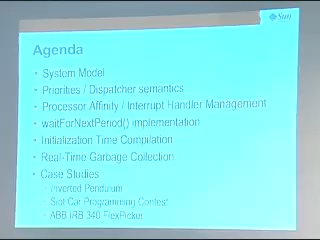 Sun
Agenda
System Model
Priorities / Dispatcher semantics
Processor Affinity / Interrupt Handler Management
waitForNextPeriod() implementation
Initialization Time Compilation
Real-Time Garbage Collection
Case Studies
Inverted Pendulum
Slot Car Programming Contest
ABB IRB 340 FlexPicker